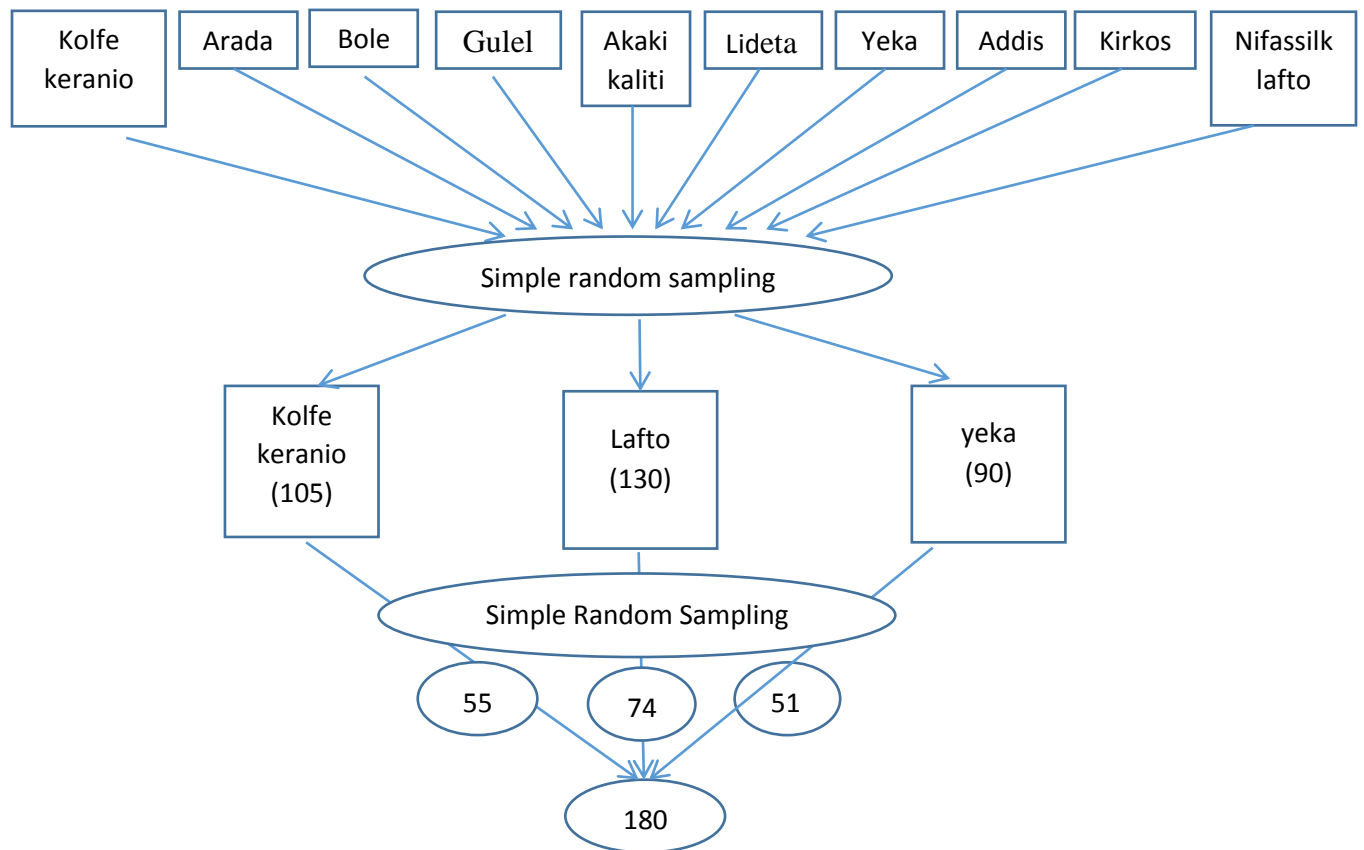 Kolfe
keranio
Arada
Bole
Gulel
Akaki
kaliti
Lideta
Yeka
Addis
Kirkos
Nifassilk
lafto
Simple random sampling
Kolfe
keranio
(105)
Lafto
(130)
yeka
(90)
Simple Random Sampling
55
74
51
180